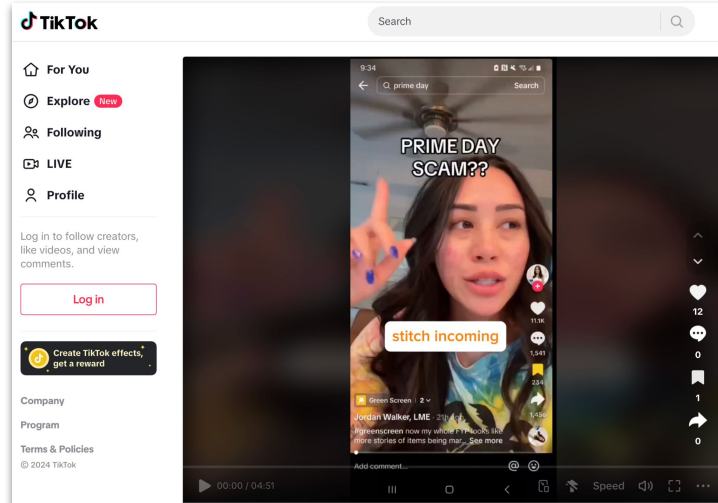 TikTok
Search
For You
Explore New
Following
LIVE
Profile
Log in to follow creators,
like videos, and view
comments.
Log in
Create TikTok effects,
get a reward
Company
Program
Terms & Policies
© 2024 TikTok
9:34
prime day
Search
PRIME DAY
SCAM??
stitch incoming
11.1K
1,541
234
Green Screen | 2
Jordan Walker, LME · 21h ago
#greenscreen now my whole FYP looks like
more stories of items being mar... See more
Add comment...
12
0
1
0
00:00 / 04:51
Speed